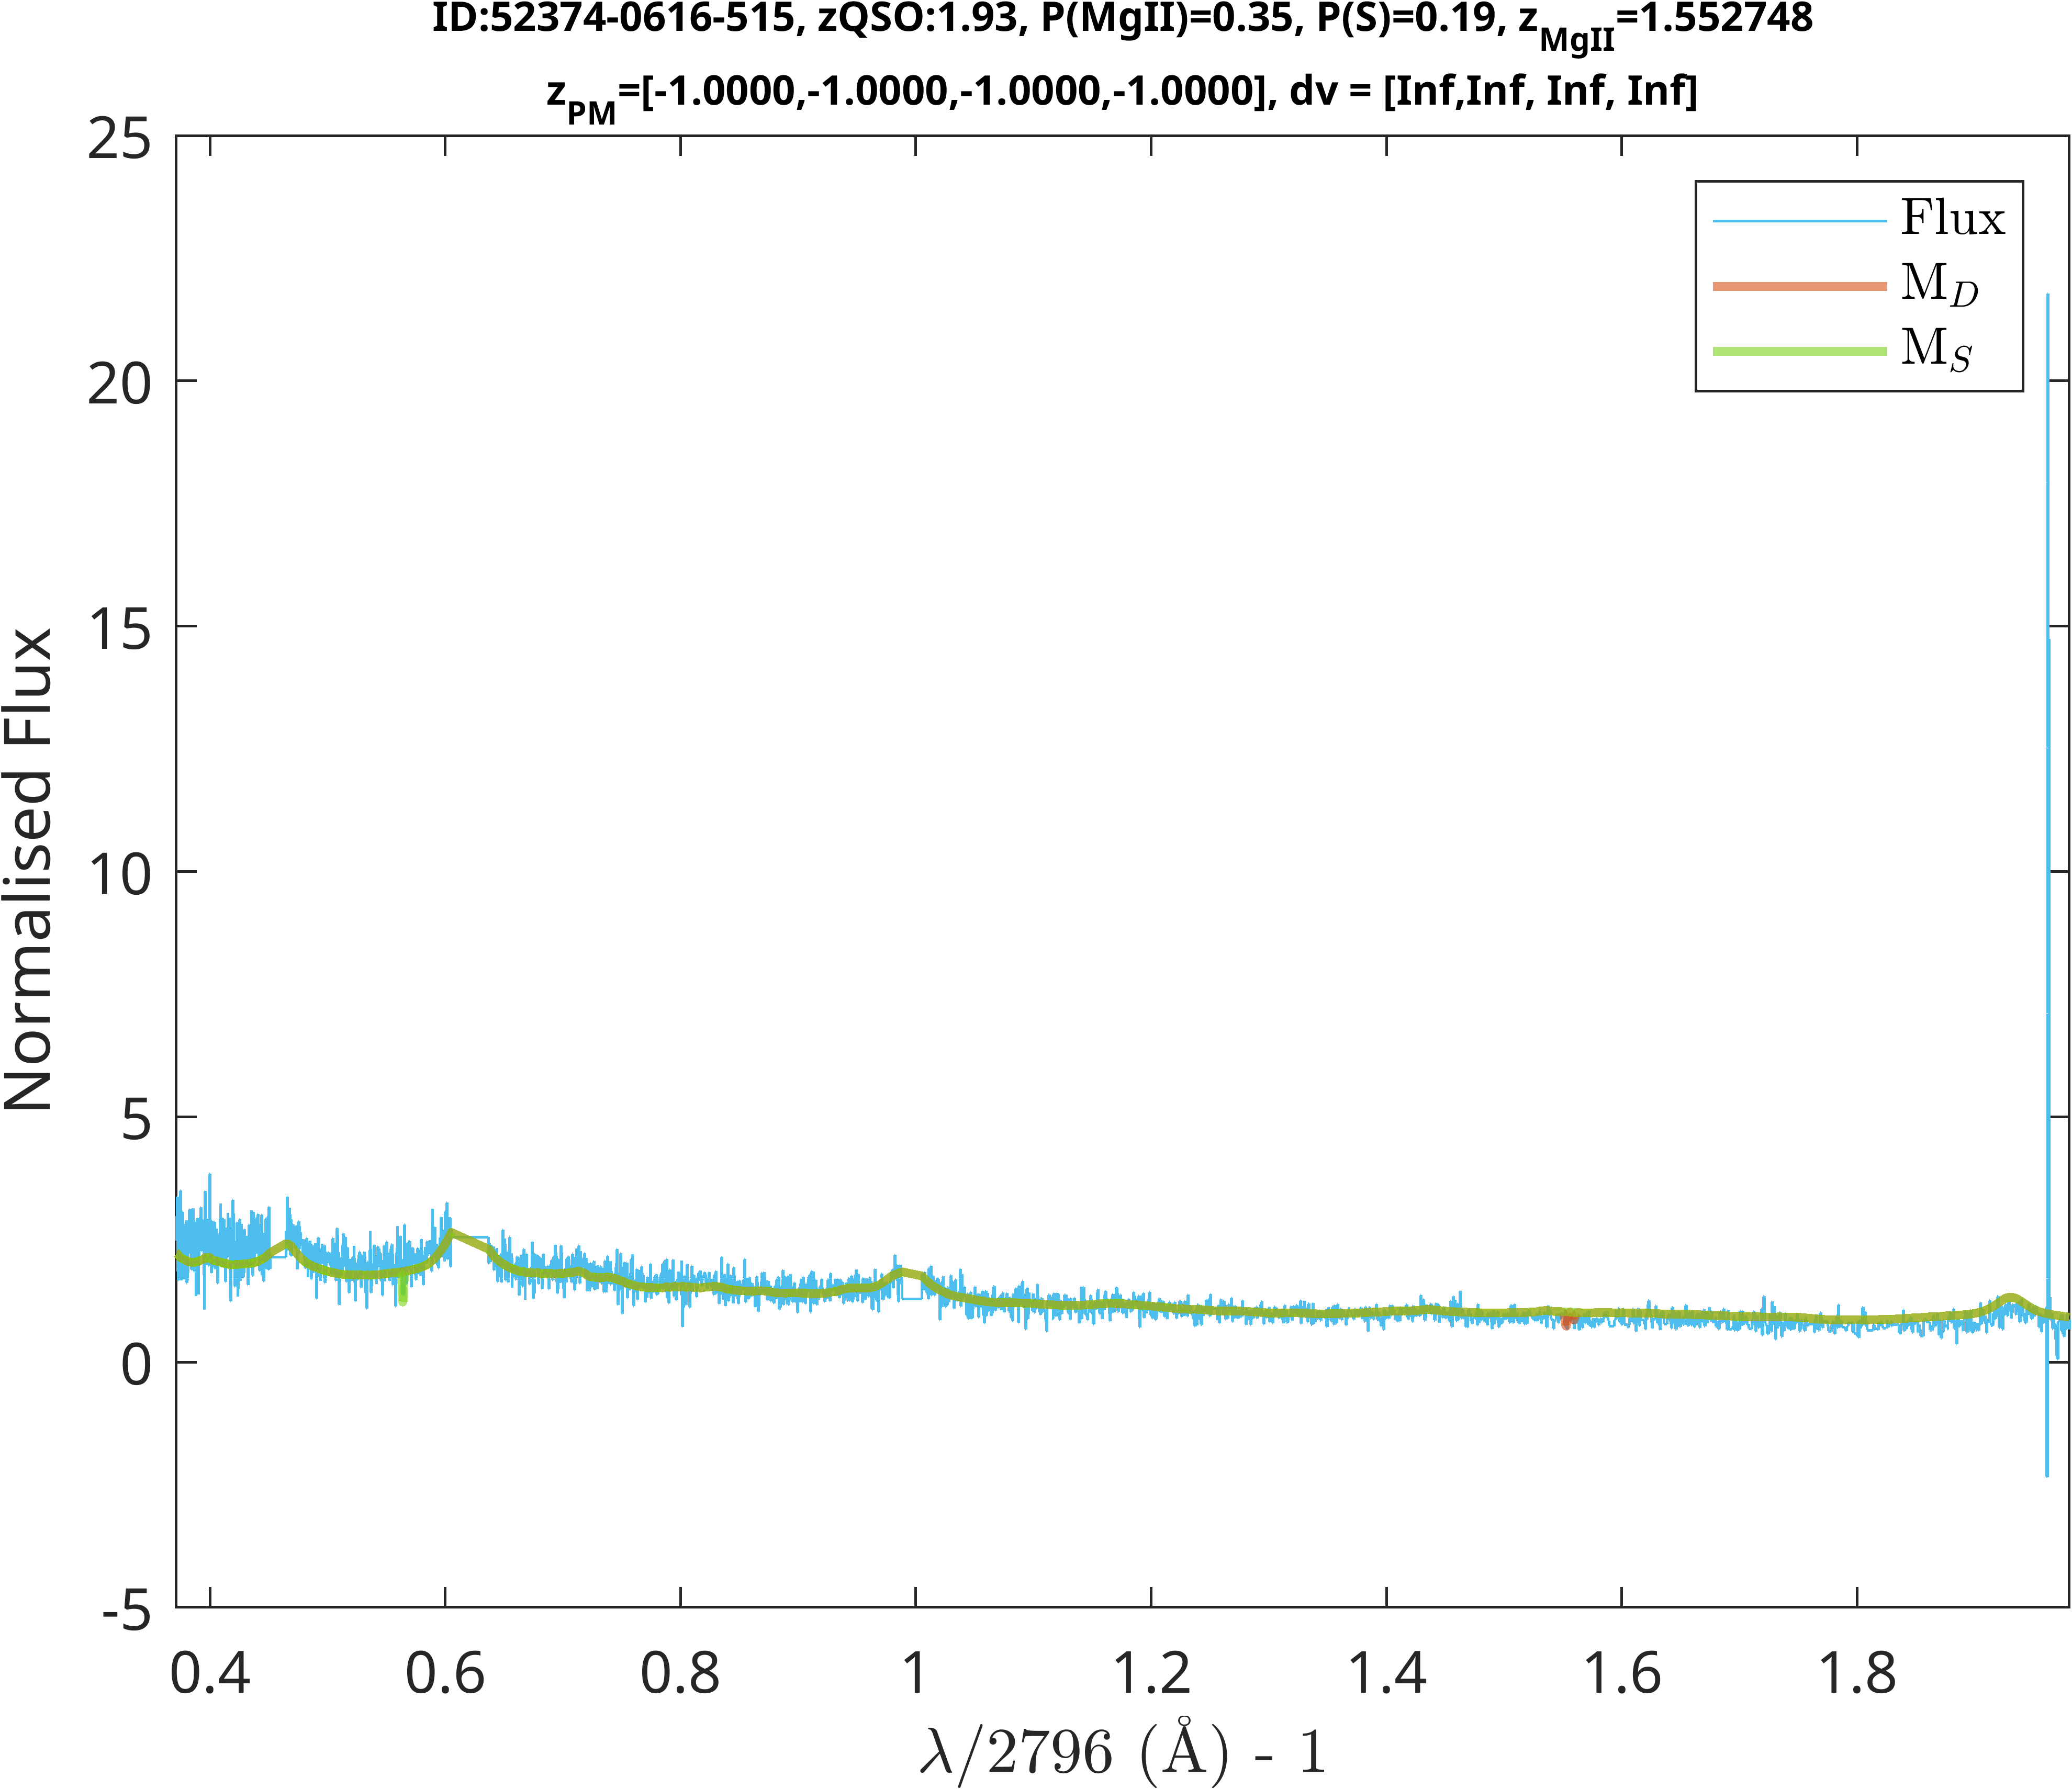 ID:52374-0616-515, zQSO:1.93, P(MgII)=0.35, P(S)=0.19, zMgII=1.552748
zPM=[-1.0000,-1.0000,-1.0000,-1.0000], dv = [Inf,Inf, Inf, Inf]
25
20
15
10
5
0
-5
Normalised Flux
Flux
MD
MS
0.4 0.6 0.8 1 1.2 1.4 1.6 1.8
λ/2796 (Å) - 1